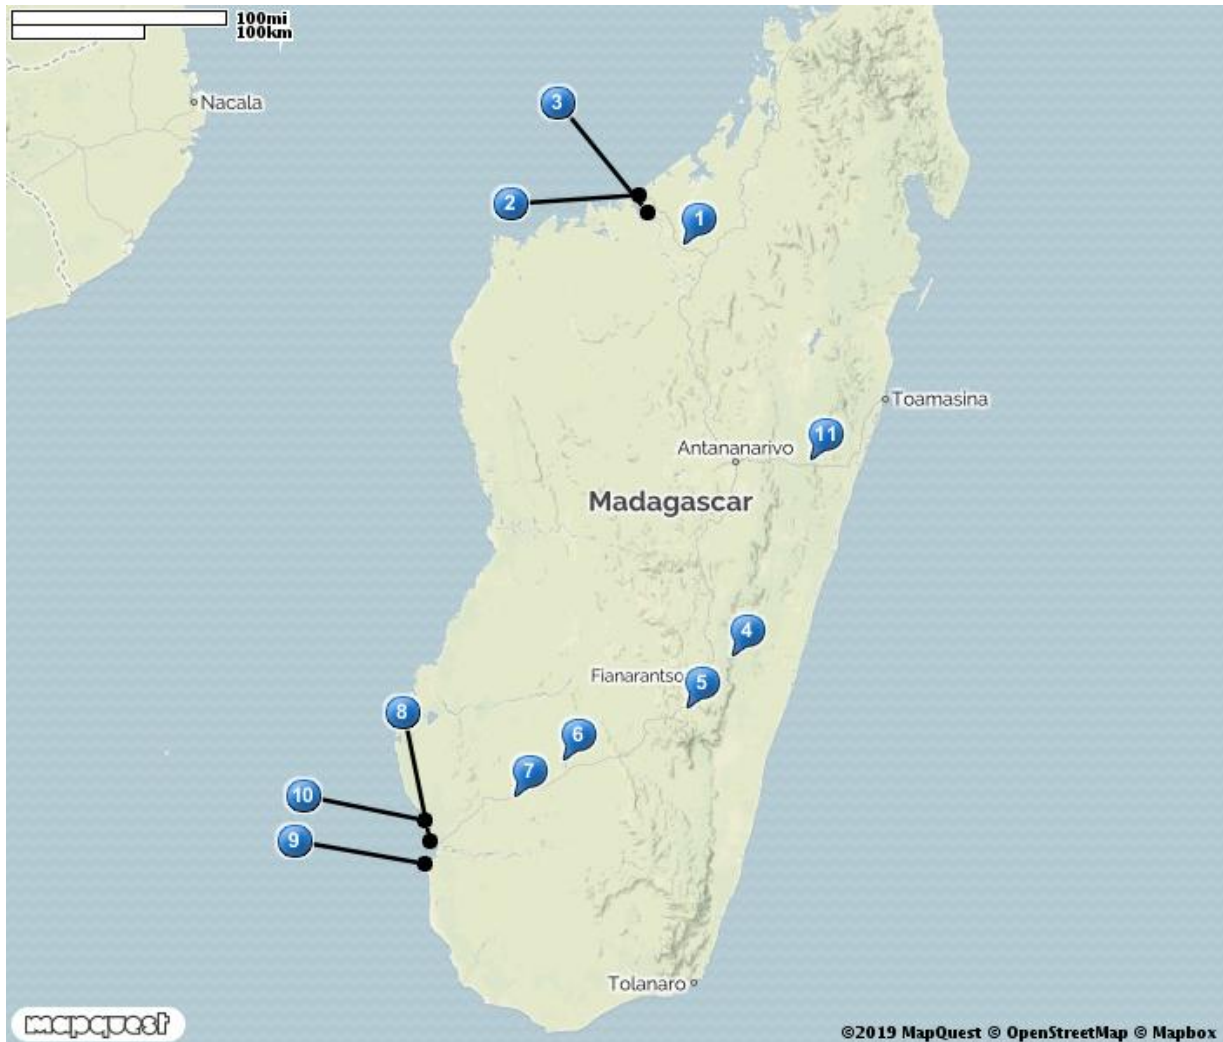 100mi
100km
Nacala
3
2
1
Toamasina
11
Antananarivo
Madagascar
4
Fianarantso
5
8
6
7
10
9
Tolanaro
mapquest
©2019 MapQuest © OpenStreetMap © Mapbox